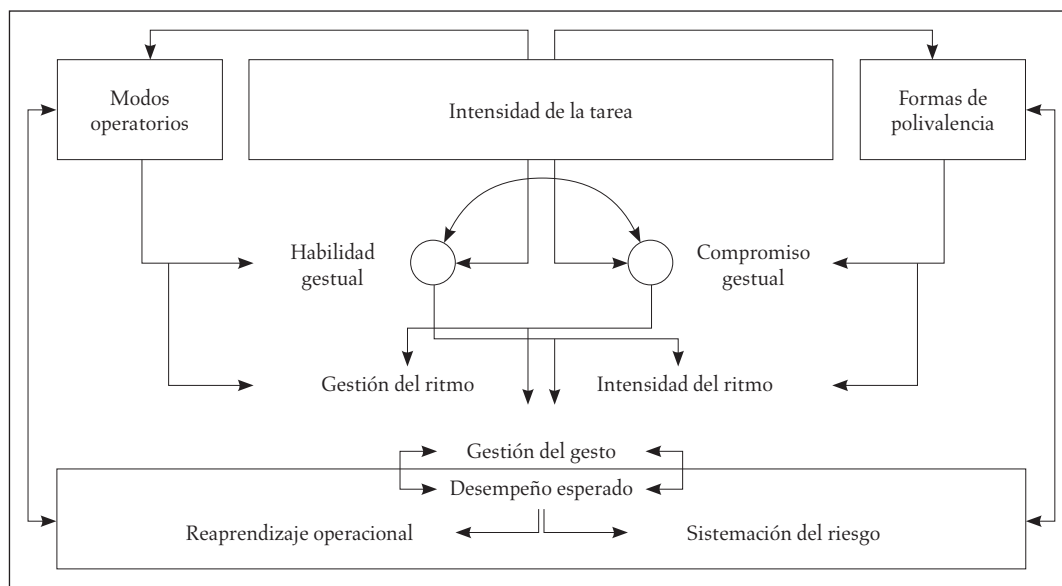 Modos
operatorios
Intensidad de la tarea
Formas de
polivalencia
Habilidad
gestual
Compromiso
gestual
Gestión del ritmo
Intensidad del ritmo
Gestión del gesto
Desempeño esperado
Reaprendizaje operacional
Sistemación del riesgo